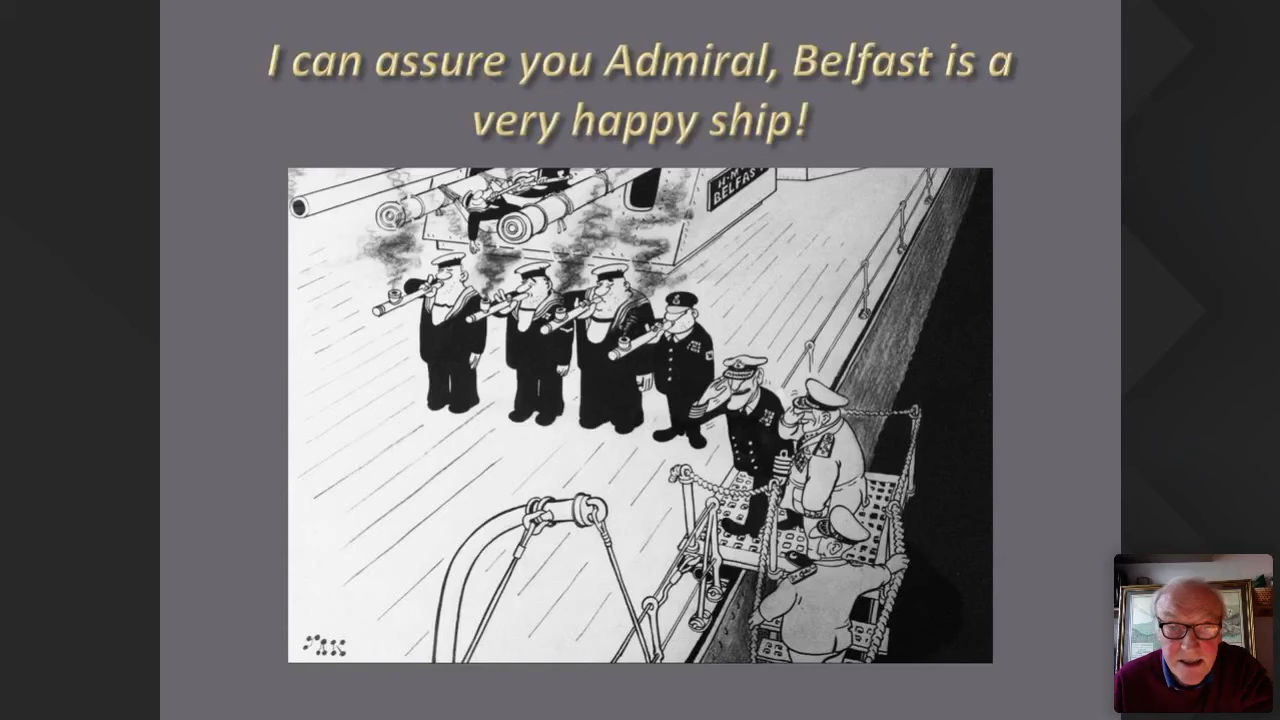 I can assure you Admiral, Belfast is a
very happy ship!
H.M.
BELFAST
JAK